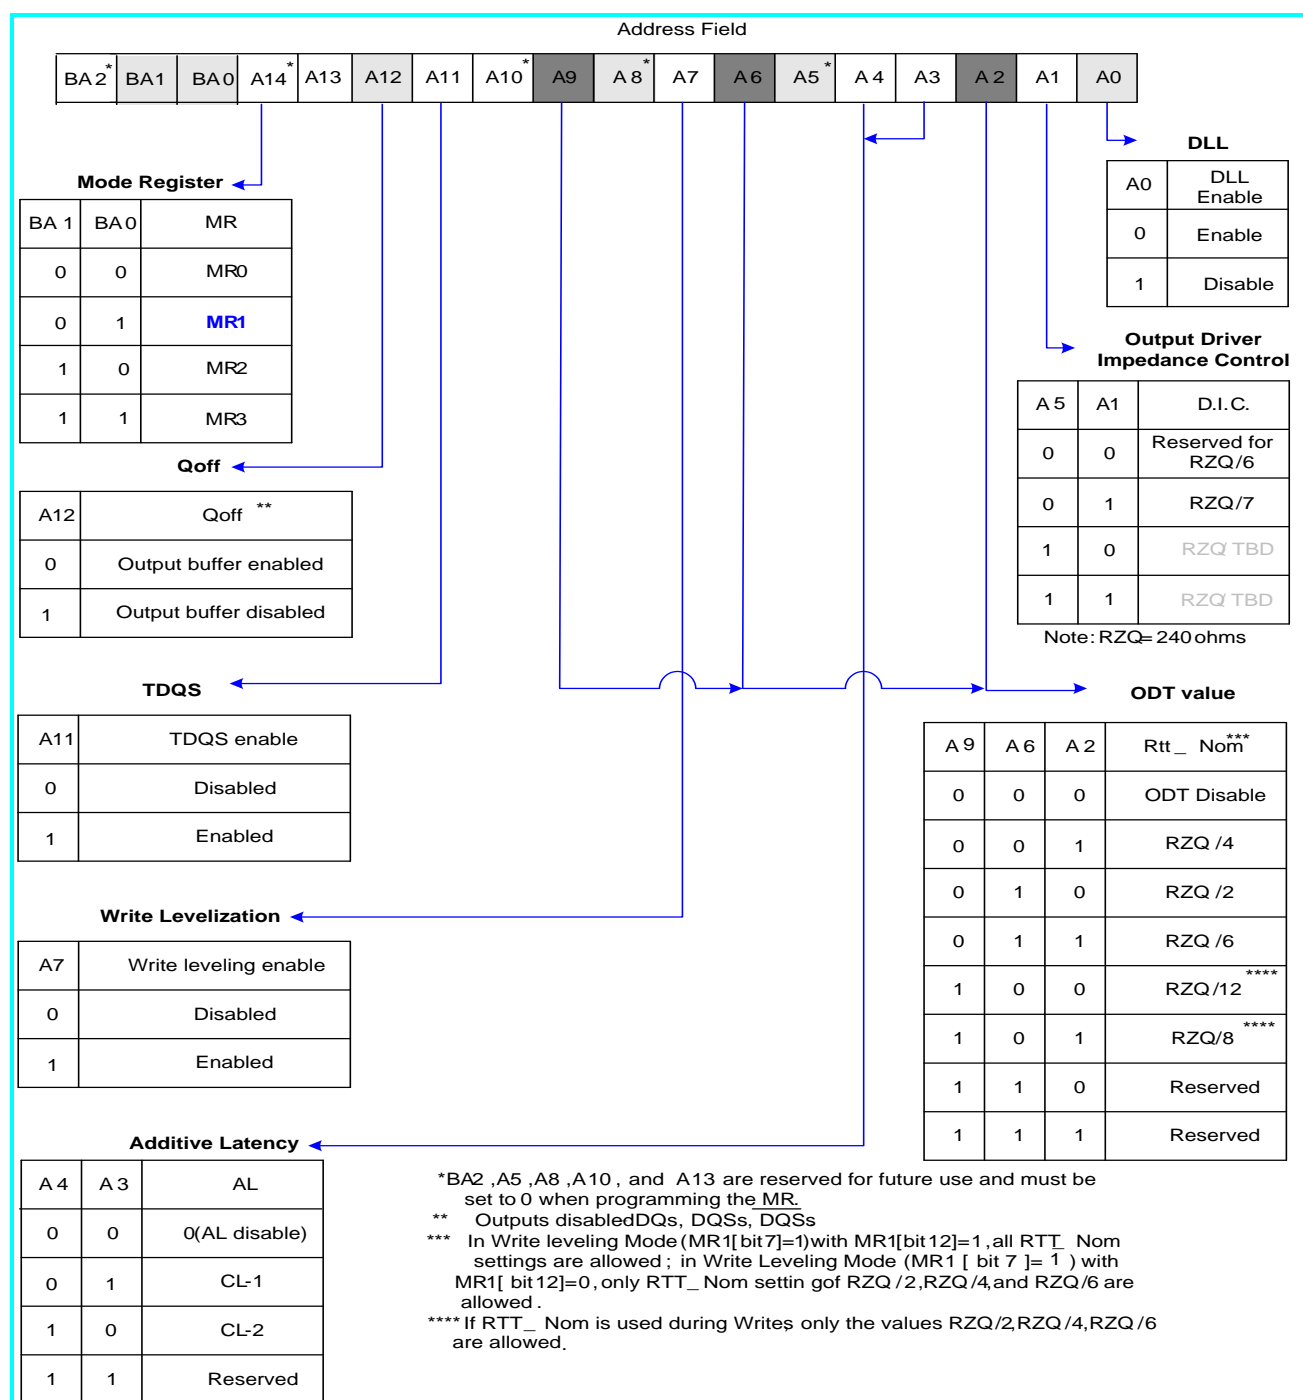 Address Field
BA2* BA1 BA0 A14* A13 A12 A11 A10* A9 A8* A7 A6 A5* A4 A3 A2 A1 A0
Mode Register
BA1 BA0 MR
0 0 MR0
0 1 MR1
1 0 MR2
1 1 MR3
Qoff
A12 Qoff **
0 Output buffer enabled
1 Output buffer disabled
TDQS
A11 TDQS enable
0 Disabled
1 Enabled
Write Levelization
A7 Write leveling enable
0 Disabled
1 Enabled
Additive Latency
A4 A3 AL
0 0 0(AL disable)
0 1 CL-1
1 0 CL-2
1 1 Reserved
DLL
A0 DLL Enable
0 Enable
1 Disable
Output Driver
Impedance Control
A5 A1 D.I.C.
0 0 Reserved for RZQ/6
0 1 RZQ/7
1 0 RZQ/TBD
1 1 RZQ/TBD
Note: RZQ= 240 ohms
ODT value
A9 A6 A2 Rtt_ Nom***
0 0 0 ODT Disable
0 0 1 RZQ /4
0 1 0 RZQ /2
0 1 1 RZQ /6
1 0 0 RZQ/12 ****
1 0 1 RZQ/8 ****
1 1 0 Reserved
1 1 1 Reserved
*BA2 ,A5 ,A8 ,A10 , and A13 are reserved for future use and must be
set to 0 when programming the MR.
** Outputs disabledDQs, DQSs, DQSs
*** In Write leveling Mode (MR1[bit7]=1)with MR1[bit12]=1,all RTT_ Nom
settings are allowed ; in Write Leveling Mode (MR1 [ bit 7 ]= 1 ) with
MR1[ bit12]=0,only RTT_ Nom settin gof RZQ /2,RZQ/4,and RZQ/6 are
allowed .
**** If RTT_ Nom is used during Writes, only the values RZQ/2,RZQ/4,RZQ/6
are allowed.